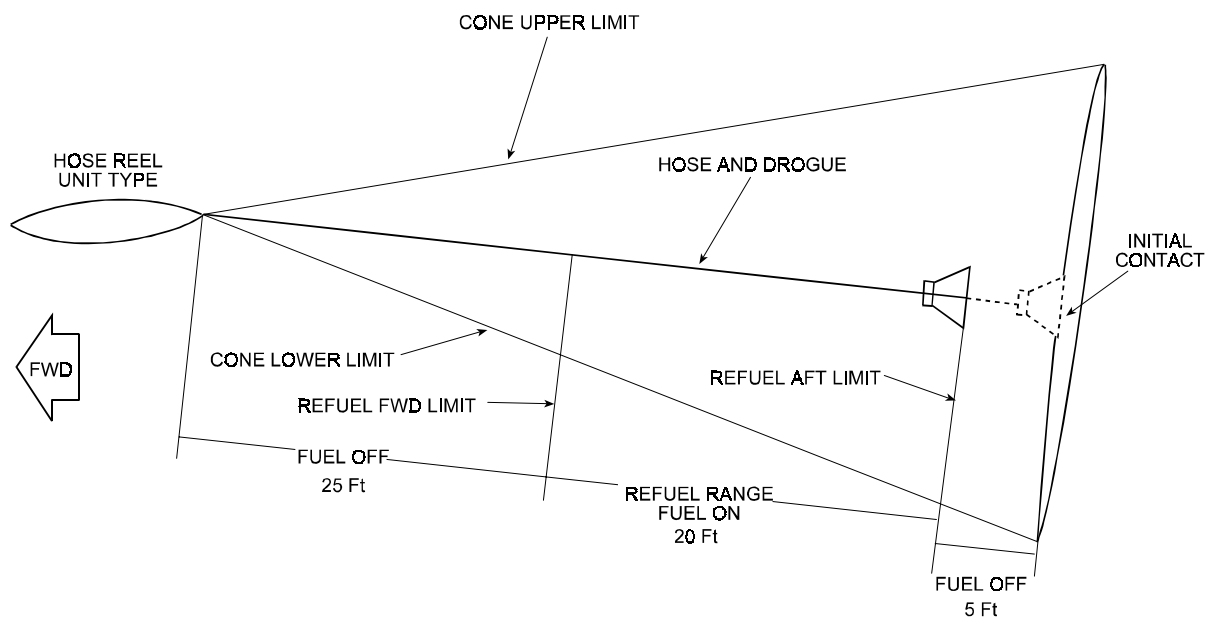 CONE UPPER LIMIT
HOSE REEL
UNIT TYPE
HOSE AND DROGUE
INITIAL
CONTACT
FWD
CONE LOWER LIMIT
REFUEL AFT LIMIT
REFUEL FWD LIMIT
FUEL OFF
25 Ft
REFUEL RANGE
FUEL ON
20 Ft
FUEL OFF
5 Ft